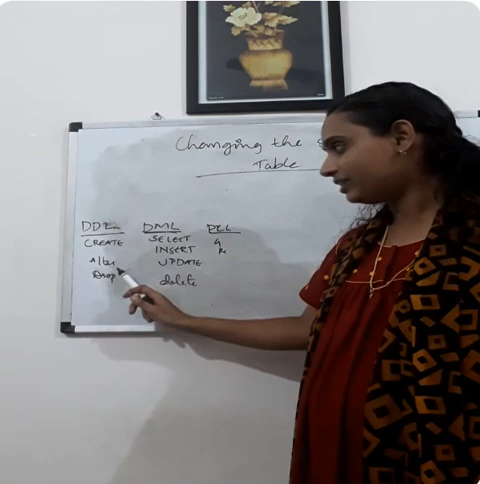 Changing the S
Table
DDL DML DCL
CREATE SELECT G
INSERT R
Alter UPDATE
Drop delete